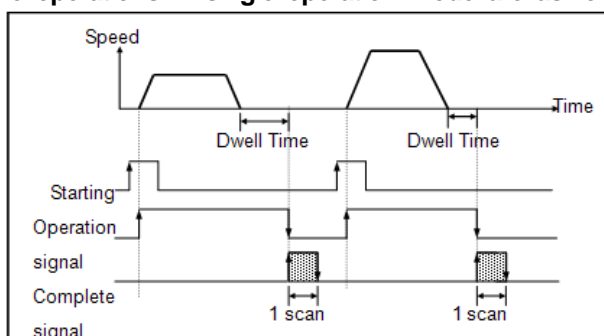 Speed
Time
Dwell Time Dwell Time
Starting
Operation
signal
Complete
1 scan 1 scan
signal